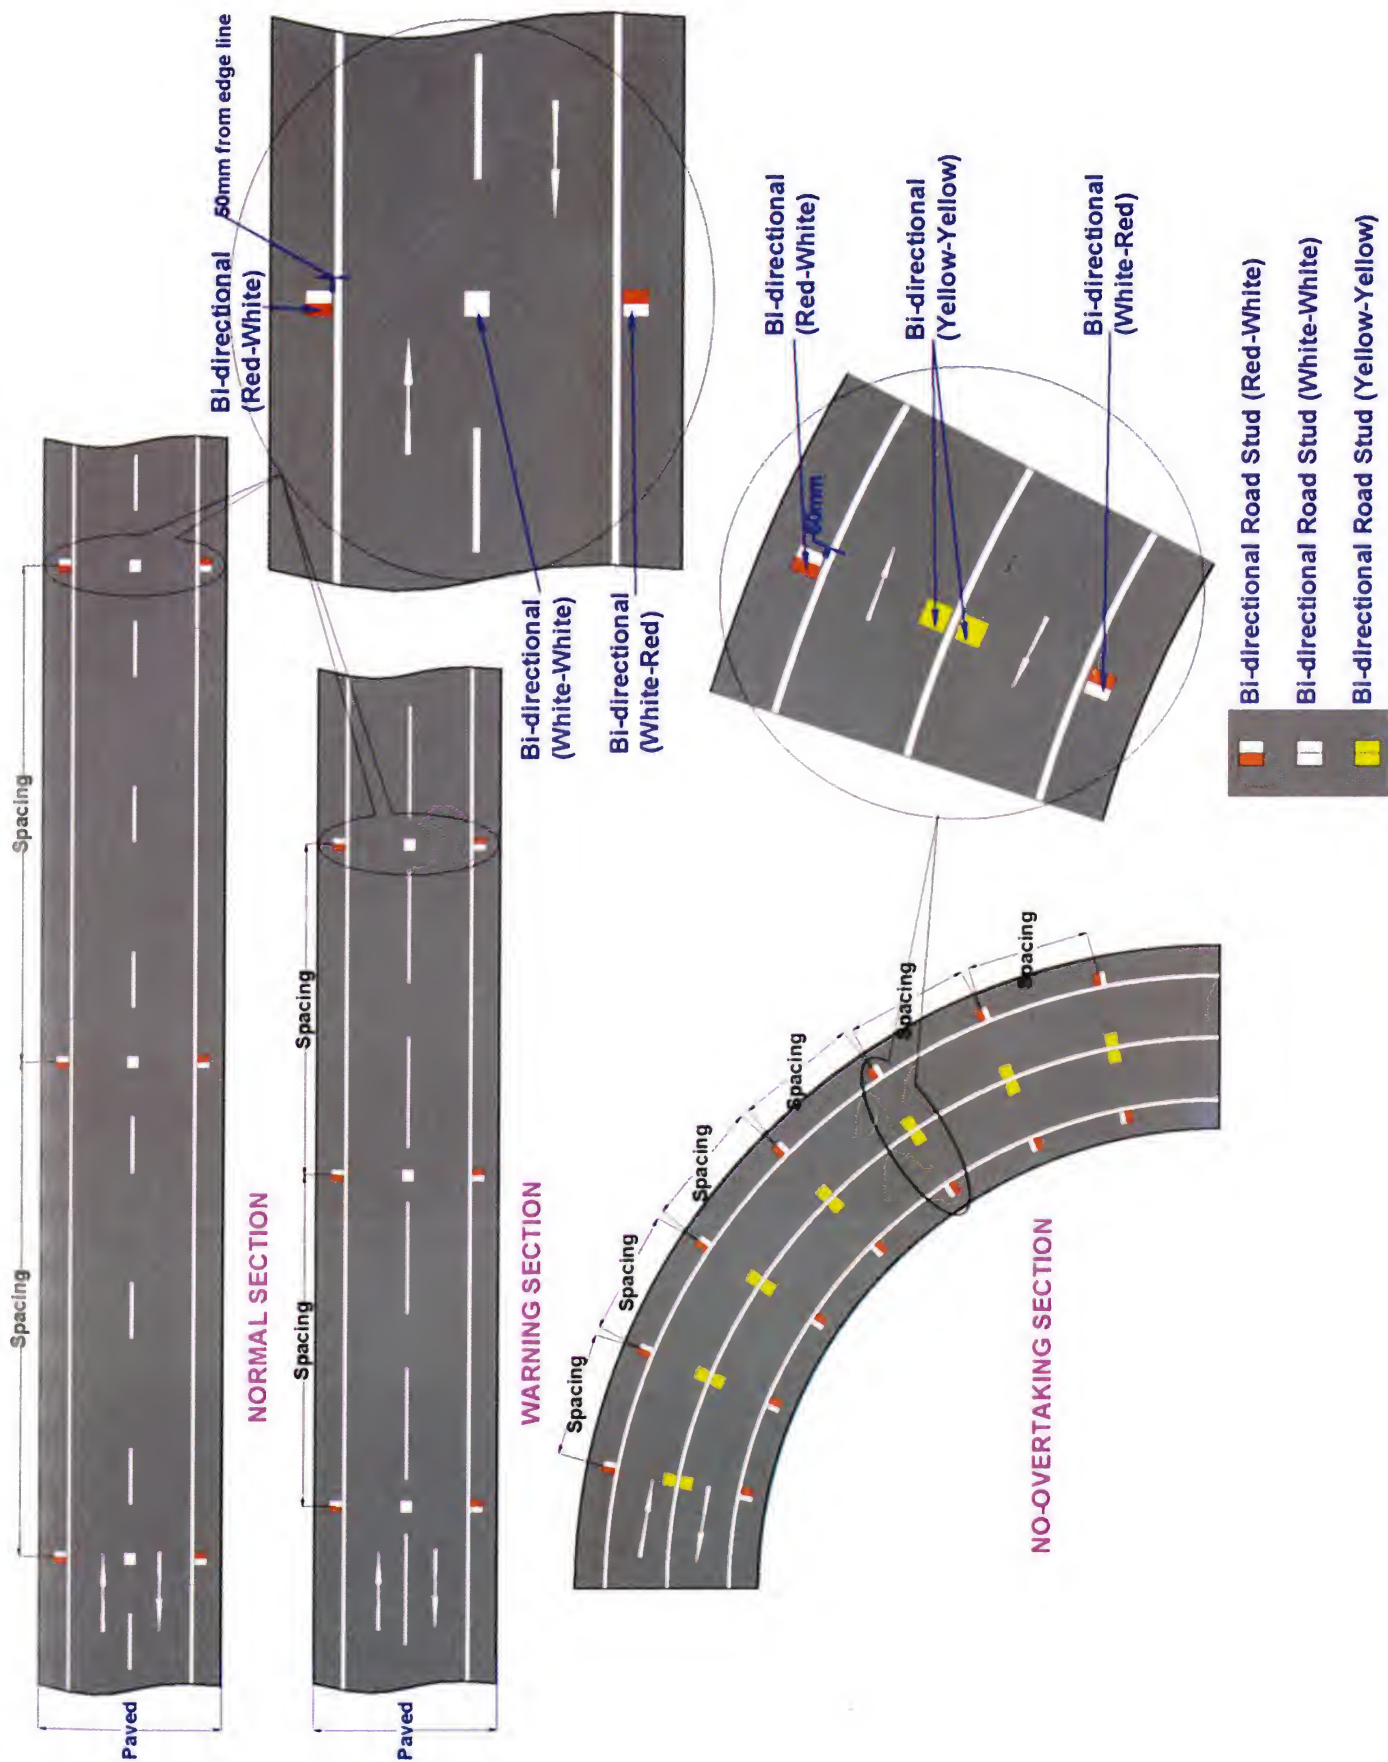 Spacing
Spacing
Paved
NORMAL SECTION
Spacing
Spacing
Paved
WARNING SECTION
Bi-directional
(Red-White)
50mm from edge line
Bi-directional
(White-White)
Bi-directional
(White-Red)
Spacing
Spacing
Spacing
Spacing
Spacing
Spacing
NO-OVERTAKING SECTION
Bi-directional
(Red-White)
Bi-directional
(Yellow-Yellow)
Bi-directional
(White-Red)
Bi-directional Road Stud (Red-White)
Bi-directional Road Stud (White-White)
Bi-directional Road Stud (Yellow-Yellow)